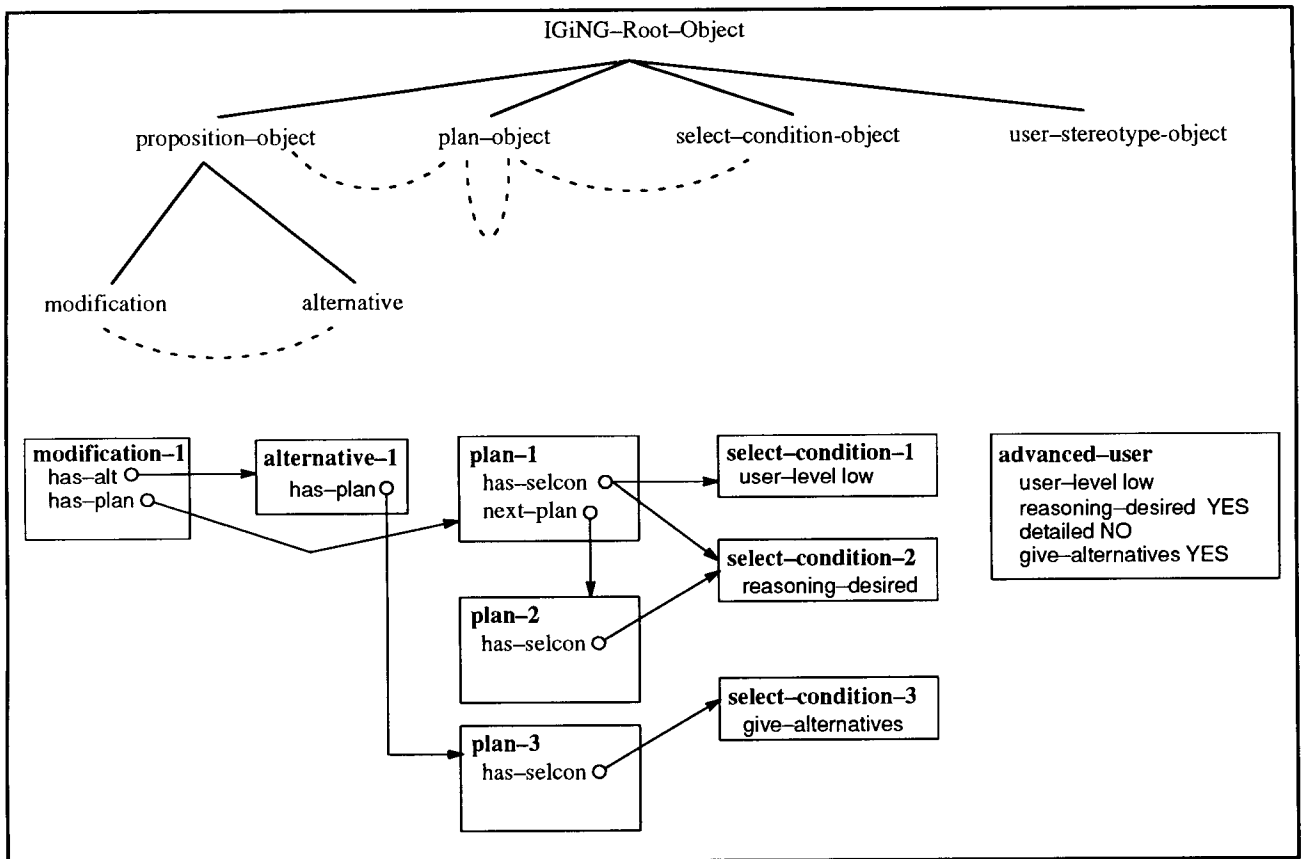 IGiNG–Root–Object
proposition–object
plan–object
select–condition-object
user-stereotype-object
modification
alternative
modification–1
has–alt
has–plan
alternative–1
has–plan
plan–1
has–selcon
next–plan
select–condition–1
user–level low
select–condition–2
reasoning–desired
plan–2
has–selcon
select–condition–3
give–alternatives
plan–3
has–selcon
advanced–user
user–level low
reasoning–desired YES
detailed NO
give–alternatives YES